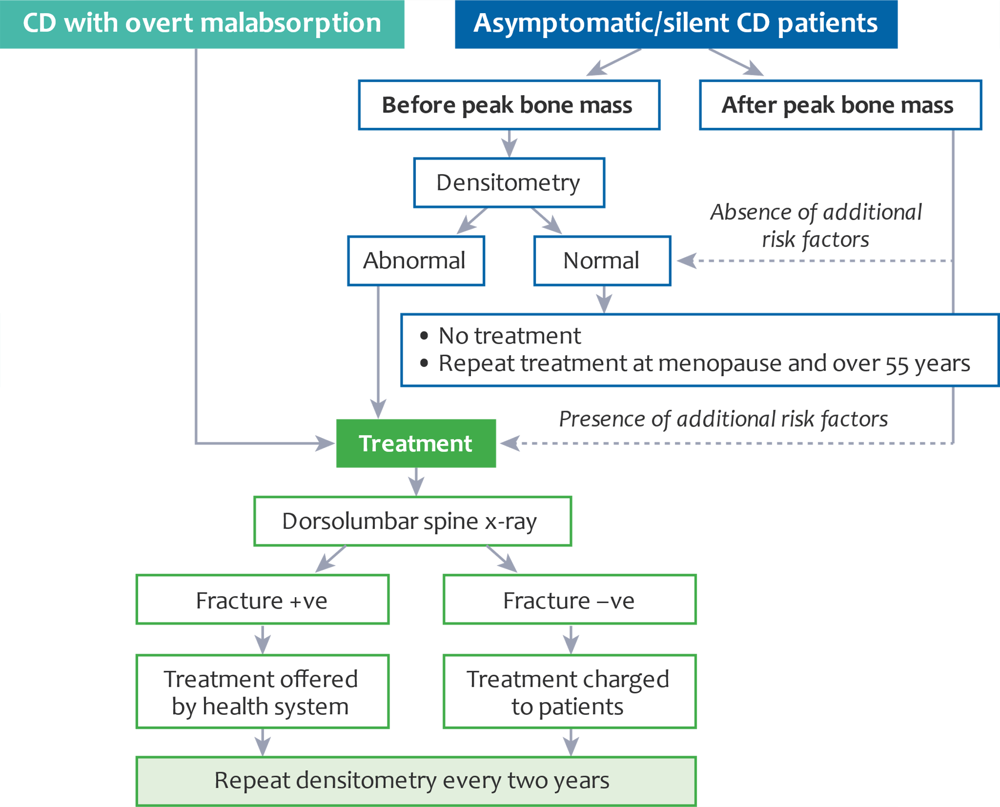 CD with overt malabsorption
Asymptomatic/silent CD patients
Before peak bone mass
After peak bone mass
Densitometry
Absence of additional
risk factors
Abnormal
Normal
• No treatment
• Repeat treatment at menopause and over 55 years
Presence of additional risk factors
Treatment
Dorsolumbar spine x-ray
Fracture +ve
Fracture –ve
Treatment offered
by health system
Treatment charged
to patients
Repeat densitometry every two years